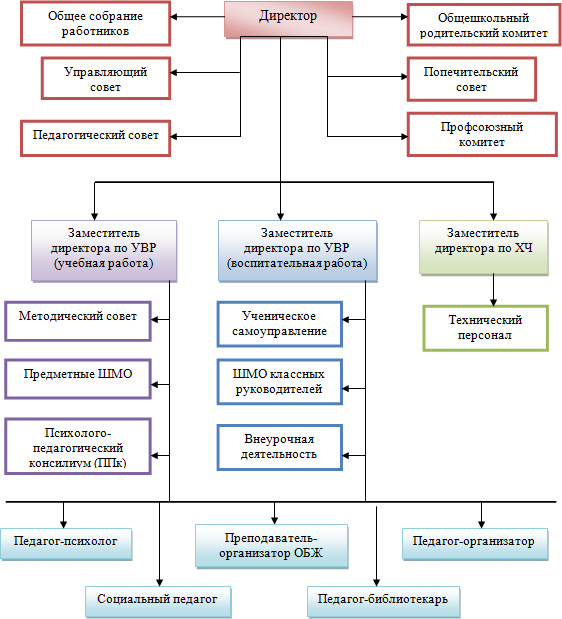 Общее собрание
работников
Директор
Общешкольный
родительский комитет
Управляющий
совет
Попечительский
совет
Педагогический совет
Профсоюзный
комитет
Заместитель
директора по УВР
(учебная работа)
Заместитель
директора по УВР
(воспитательная работа)
Заместитель
директора по ХЧ
Методический совет
Ученическое
самоуправление
Технический
персонал
Предметные ШМО
ШМО классных
руководителей
Психолого-
педагогический
консилиум (ППк)
Внеурочная
деятельность
Педагог-психолог
Преподаватель-
организатор ОБЖ
Педагог-организатор
Социальный педагог
Педагог-библиотекарь